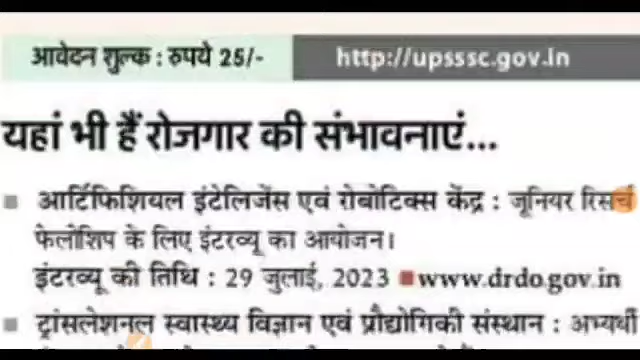 आवेदन शुल्क : रुपये 25/- http://upsssc.gov.in
यहां भी हैं रोजगार की संभावनाएं...
आर्टिफिशियल इंटेलिजेंस एवं रोबोटिक्स केंद्र : जूनियर रिसर्च
फेलोशिप के लिए इंटरव्यू का आयोजन।
इंटरव्यू की तिथि : 29 जुलाई, 2023 ■www.drdo.gov.in
ट्रांसलेशनल स्वास्थ्य विज्ञान एवं प्रौद्योगिकी संस्थान : अभ्यर्थी